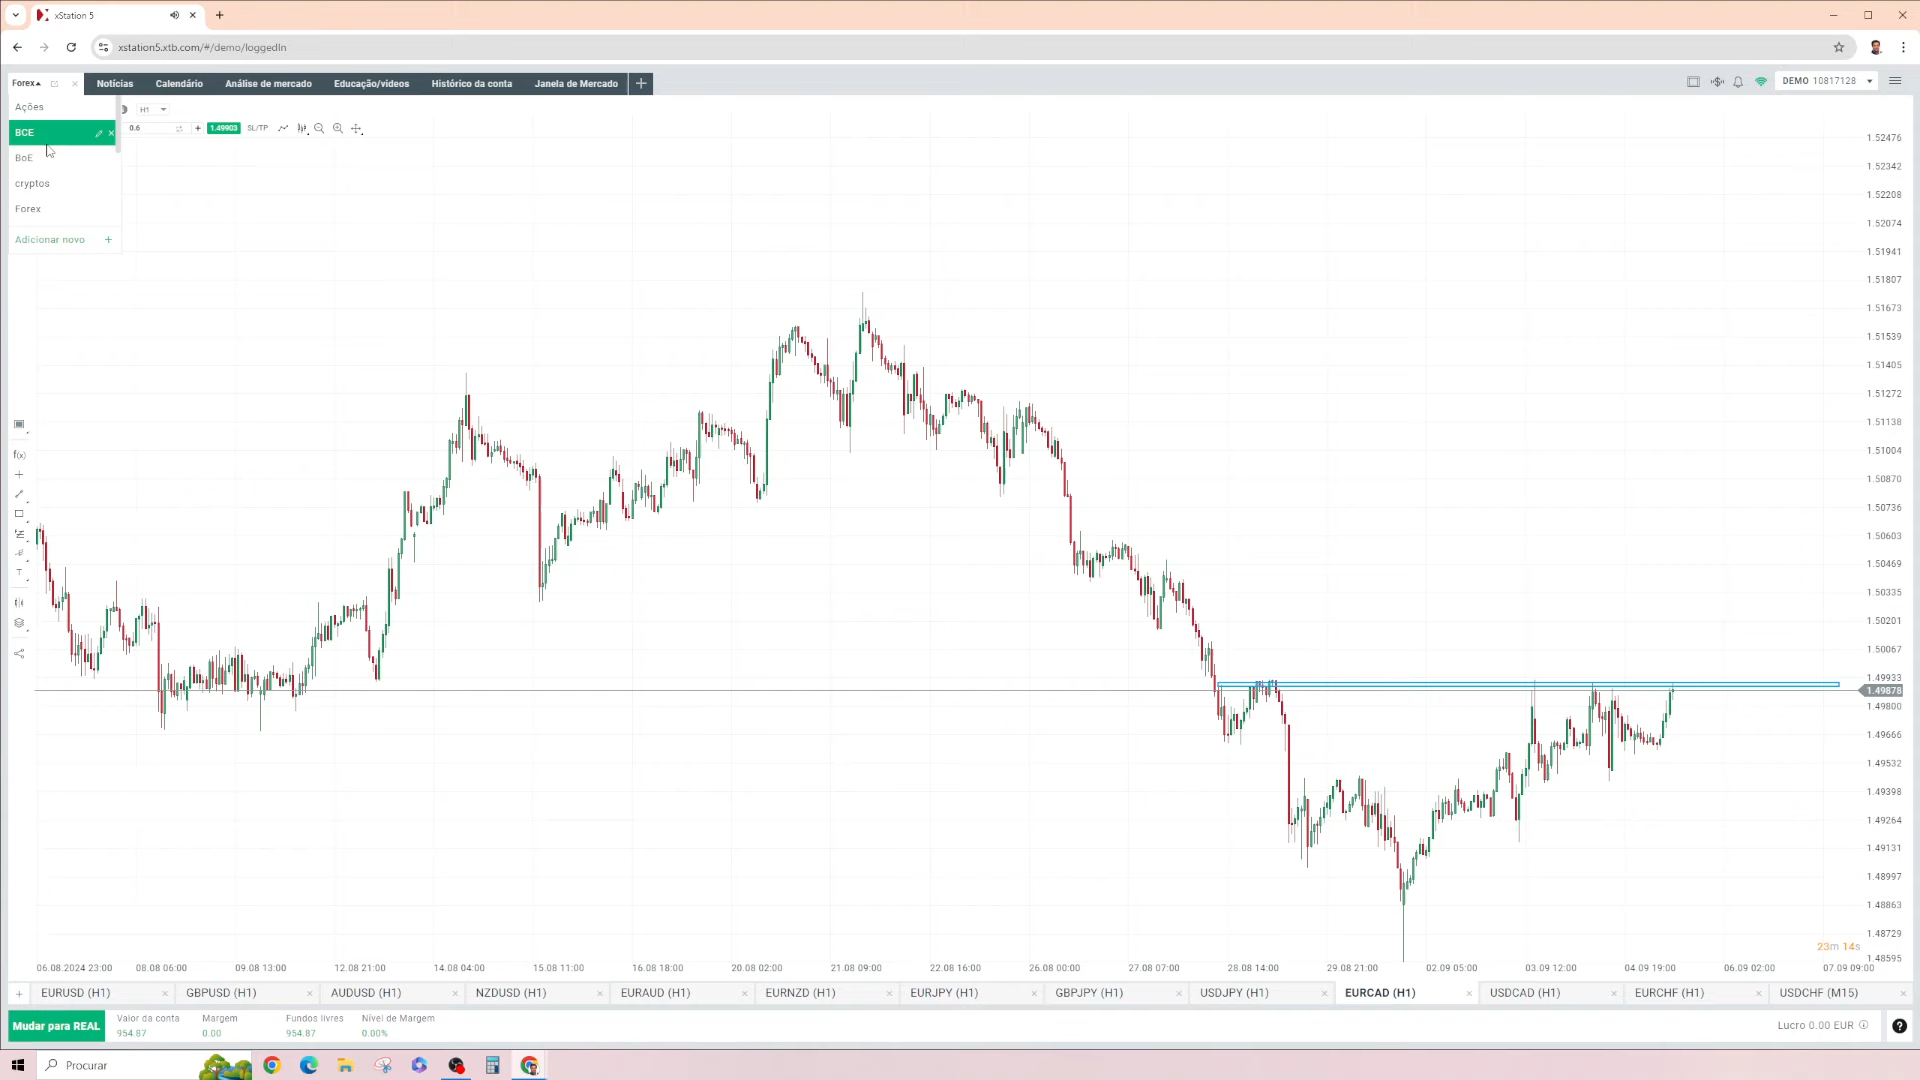 xStation 5
xstation5.xtb.com/#/demo/loggedIn
Forex
Notícias
Calendário
Análise de mercado
Educação/videos
Histórico da conta
Janela de Mercado
DEMO 10817128
Ações
BCE
BoE
cryptos
Forex
Adicionar novo +
H1
0.6
+
1.49903
SL/TP
f(x)
T
1.52476
1.52342
1.52208
1.52074
1.51941
1.51807
1.51673
1.51539
1.51405
1.51272
1.51138
1.51004
1.50870
1.50736
1.50603
1.50469
1.50335
1.50201
1.50067
1.49933
1.49878
1.49800
1.49666
1.49532
1.49398
1.49264
1.49131
1.48997
1.48863
1.48729
1.48595
23m 14s
06.08.2024 23:00
08.08 06:00
09.08 13:00
12.08 21:00
14.08 04:00
15.08 11:00
16.08 18:00
20.08 02:00
21.08 09:00
22.08 16:00
26.08 00:00
27.08 07:00
28.08 14:00
29.08 21:00
02.09 05:00
03.09 12:00
04.09 19:00
06.09 02:00
07.09 09:00
EURUSD (H1)
GBPUSD (H1)
AUDUSD (H1)
NZDUSD (H1)
EURAUD (H1)
EURNZD (H1)
EURJPY (H1)
GBPJPY (H1)
USDJPY (H1)
EURCAD (H1)
USDCAD (H1)
EURCHF (H1)
USDCHF (M15)
Mudar para REAL
Valor da conta
954.87
Margem
0.00
Fundos livres
954.87
Nível de Margem
0.00%
Lucro 0.00 EUR
Procurar